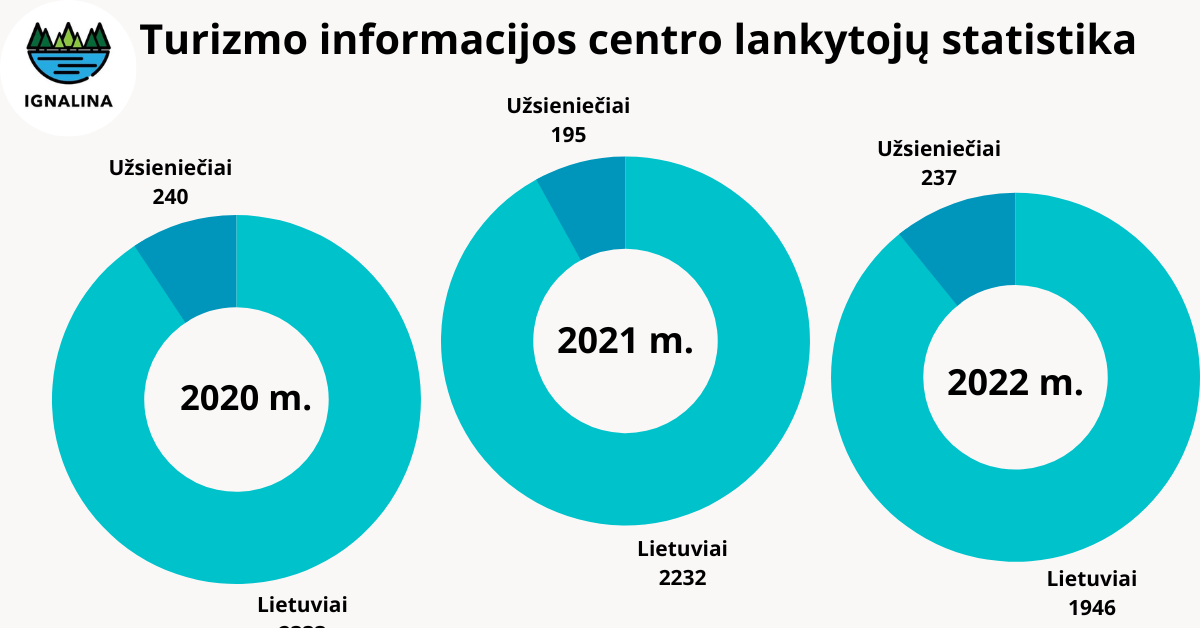 Turizmo informacijos centro lankytojų statistika
IGNALINA
Užsieniečiai
240
2020 m.
Lietuviai
Užsieniečiai
195
2021 m.
Lietuviai
2232
Užsieniečiai
237
2022 m.
Lietuviai
1946